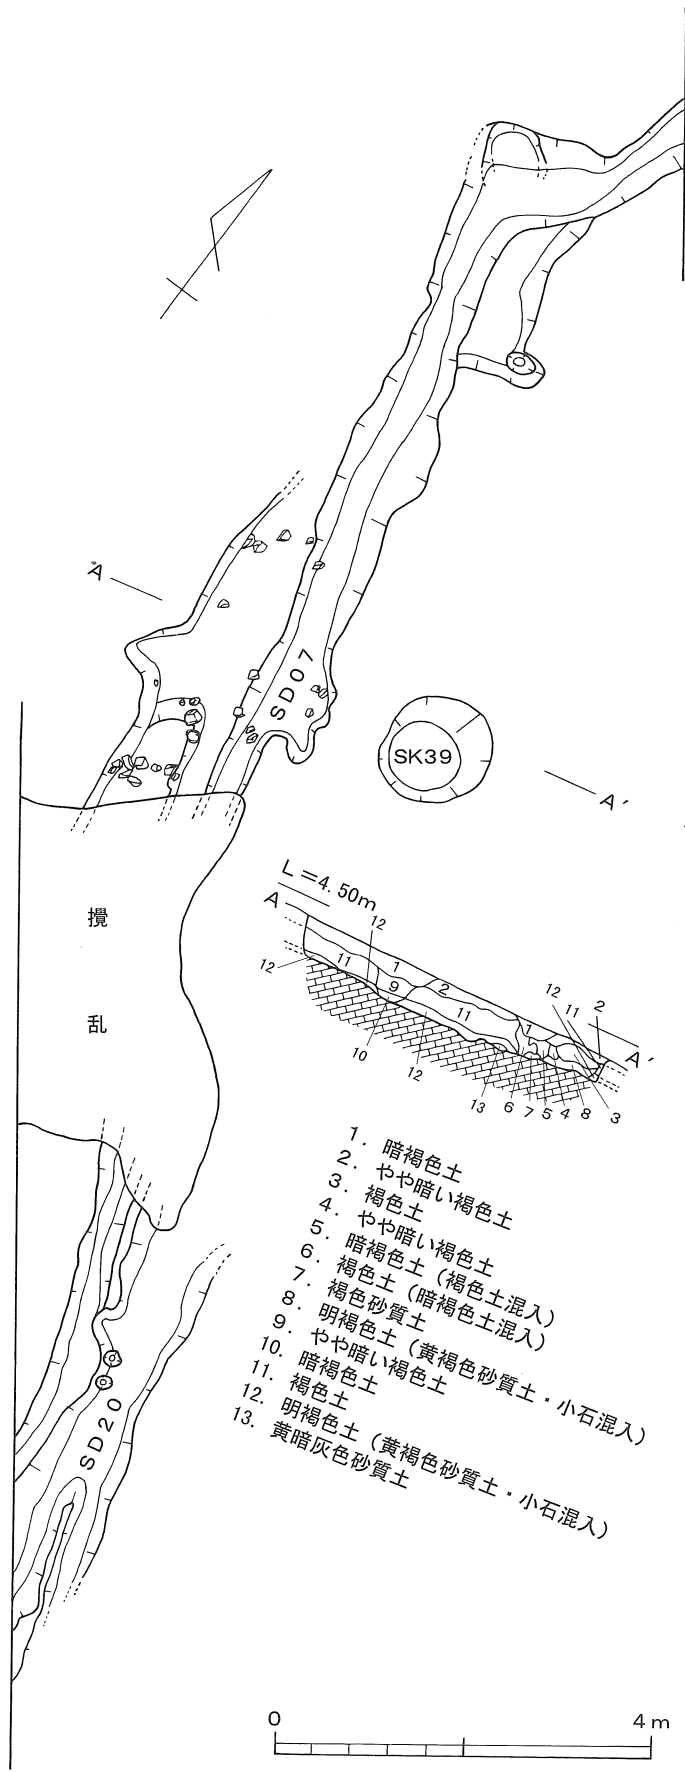 A
SD07
SK39
A′
攪
乱
L=4.50m
A
12
1
11
9
2
12
11
10
12
1
12
11
2
A′
13
6
7
5
4
8
3
1. 暗褐色土
2. やや暗い褐色土
3. 褐色土
4. やや暗い褐色土
5. 暗褐色土（褐色土混入）
6. 褐色土（暗褐色土混入）
7. 褐色砂質土
8. 明褐色土（黄褐色砂質土・小石混入）
9. やや暗い褐色土
10. 暗褐色土
11. 褐色土
12. 明褐色土（黄褐色砂質土・小石混入）
13. 黄暗灰色砂質土
SD20
0
4m